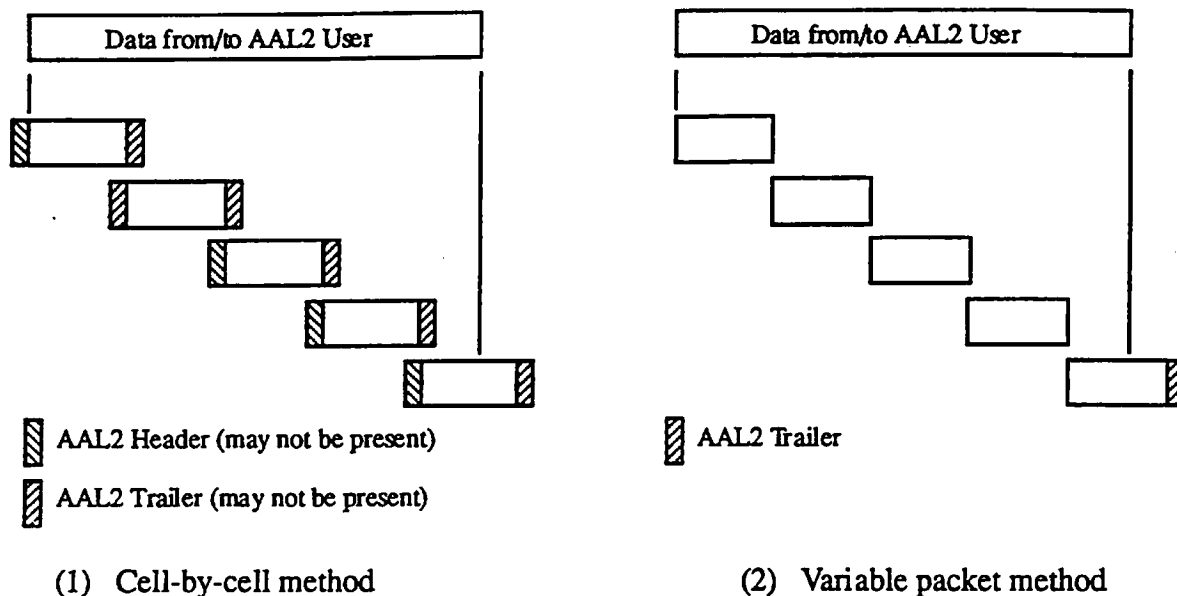 Data from/to AAL2 User
Data from/to AAL2 User
AAL2 Header (may not be present)
AAL2 Trailer (may not be present)
AAL2 Trailer
(1) Cell-by-cell method
(2) Variable packet method